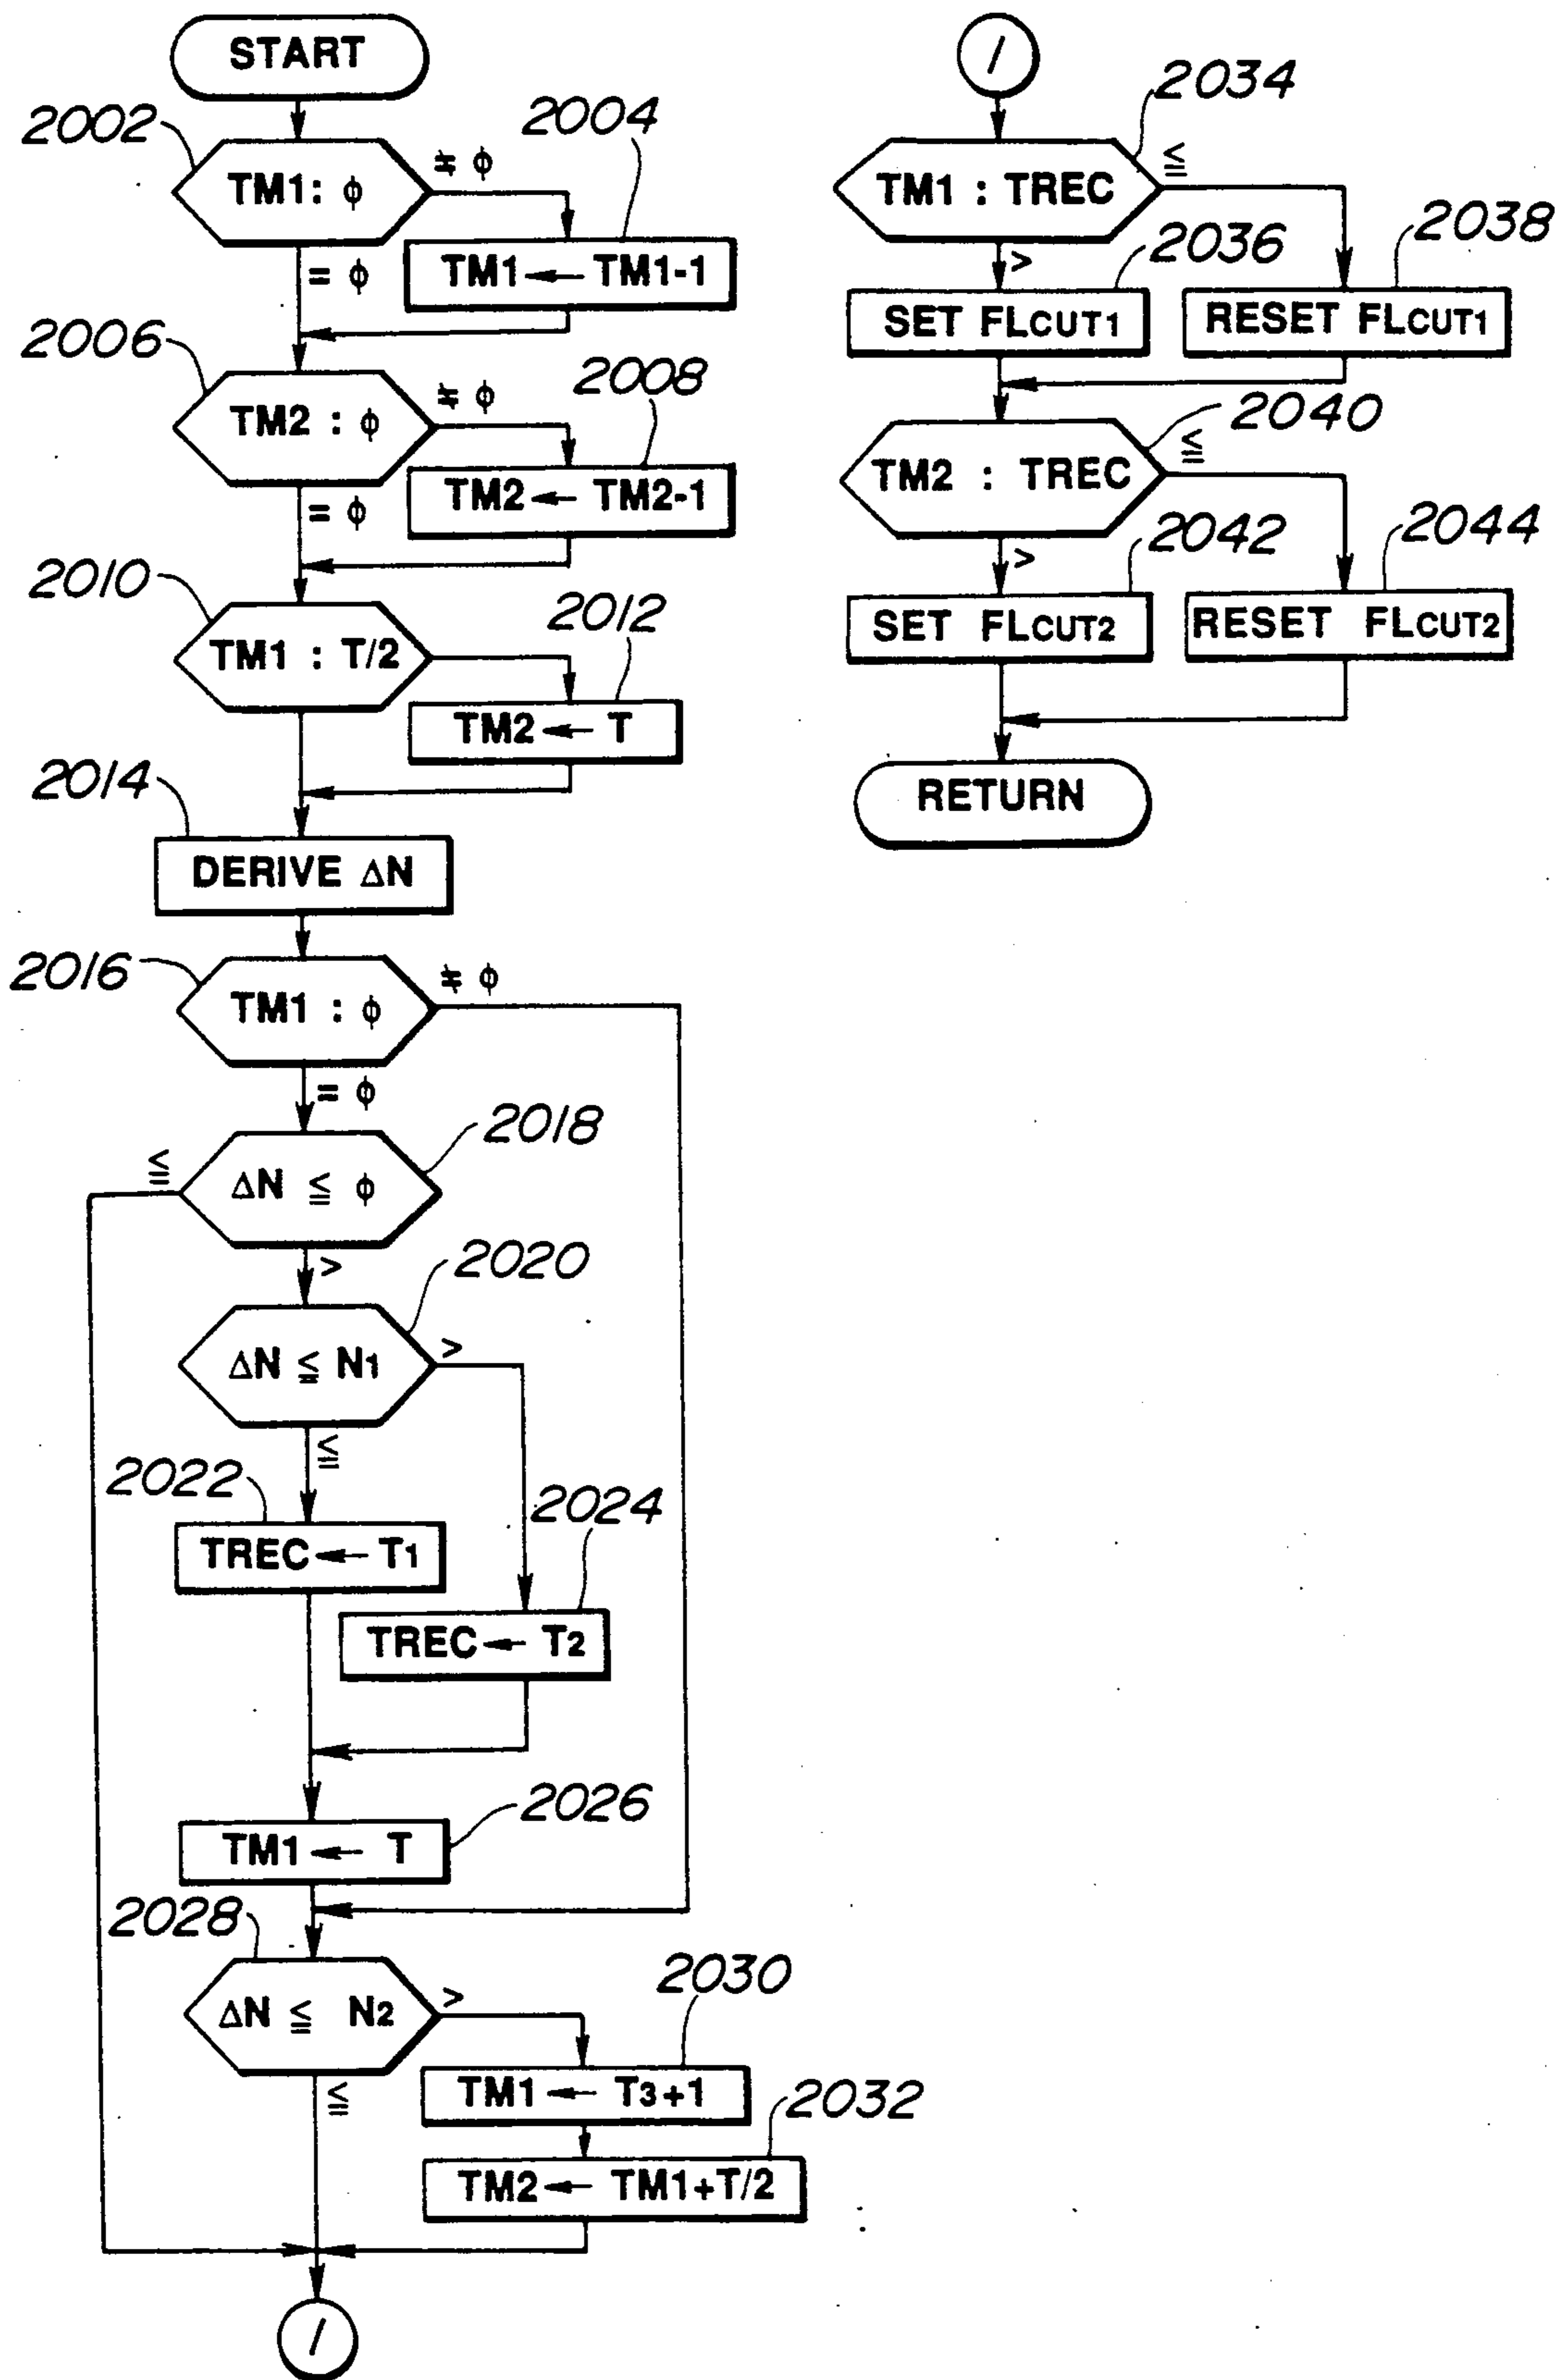 START
2002
TM1 : ϕ
≠ ϕ
2004
TM1 ← TM1-1
= ϕ
2006
TM2 : ϕ
≠ ϕ
2008
TM2 ← TM2-1
= ϕ
2010
TM1 : T/2
2012
TM2 ← T
2014
DERIVE ΔN
2016
TM1 : ϕ
≠ ϕ
= ϕ
2018
≦
ΔN ≦ ϕ
>
2020
ΔN ≦ N1
>
≦
2022
TREC ← T1
2024
TREC ← T2
2026
TM1 ← T
2028
ΔN ≦ N2
>
≦
2030
TM1 ← T3+1
2032
TM2 ← TM1+T/2
1
1
2034
TM1 : TREC
≦
>
2036
SET FLCUT1
2038
RESET FLCUT1
2040
TM2 : TREC
≦
>
2042
SET FLCUT2
2044
RESET FLCUT2
RETURN